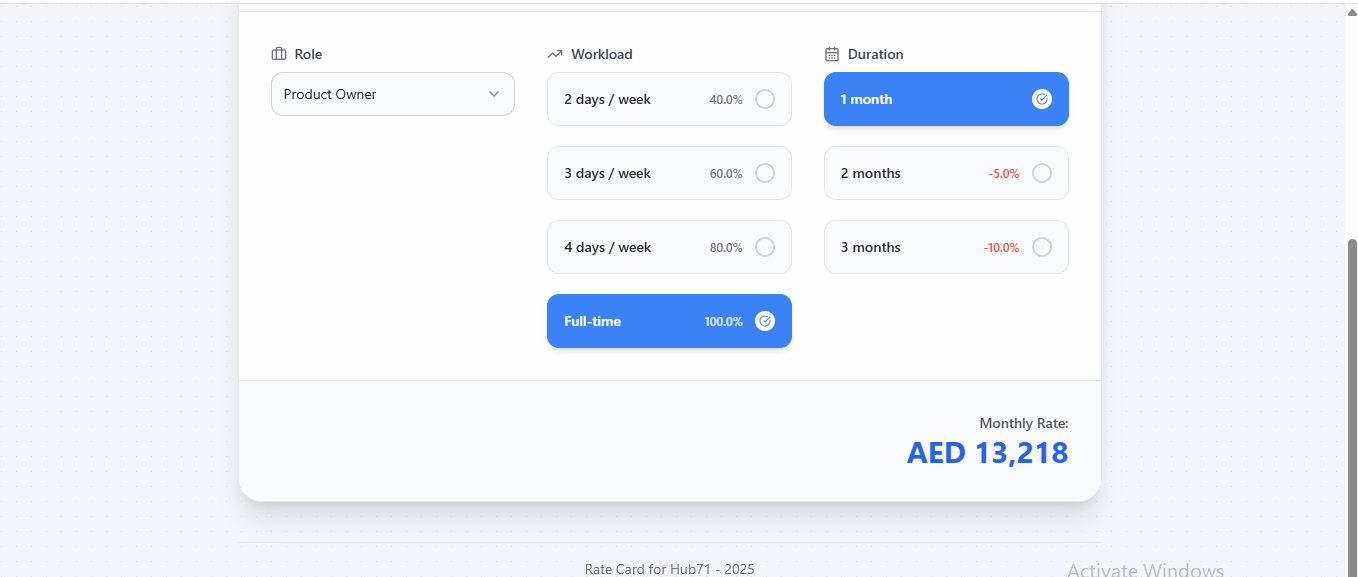 Role
Product Owner
Workload
2 days / week 40.0%
3 days / week 60.0%
4 days / week 80.0%
Full-time 100.0%
Duration
1 month
2 months -5.0%
3 months -10.0%
Monthly Rate:
AED 13,218
Rate Card for Hub71 - 2025
Activate Windows